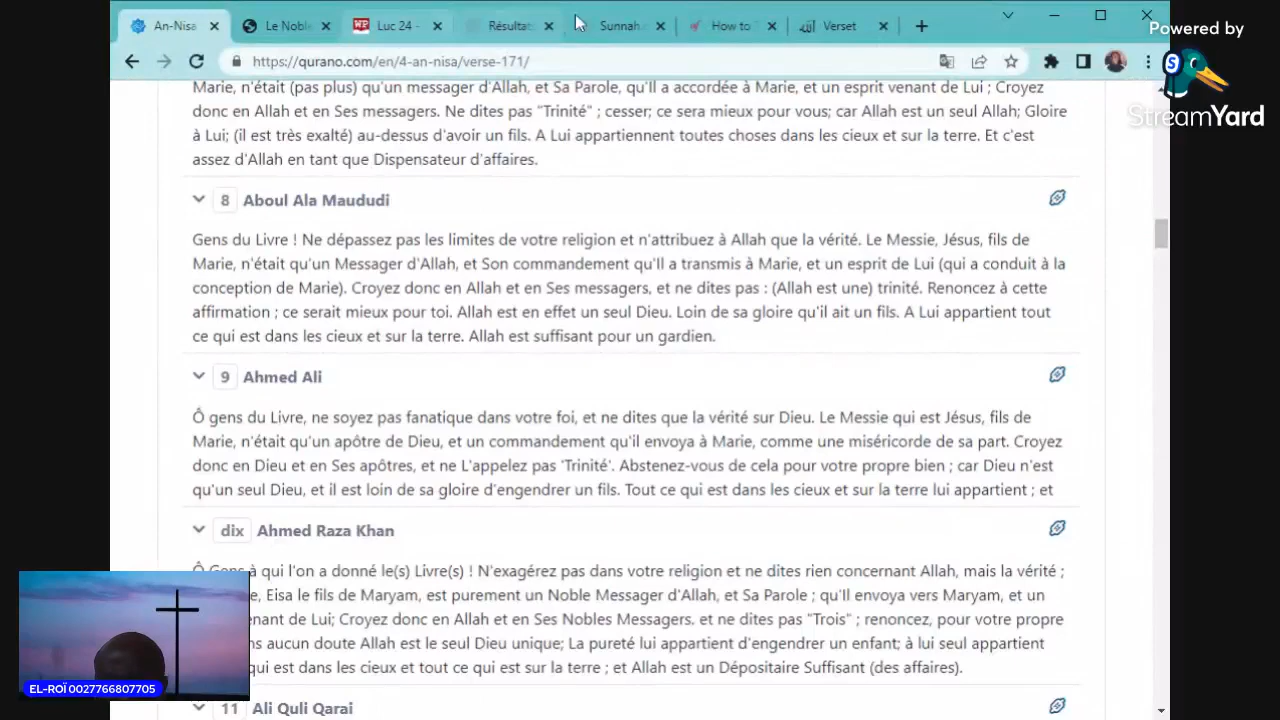 An-Nisa
Le Noble
WP Luc 24 -
Résultat
Sunnah
How to T
Verset
https://qurano.com/en/4-an-nisa/verse-171/
Powered by
StreamYard
Marie, n'était (pas plus) qu'un messager d'Allah, et Sa Parole, qu'Il a accordée à Marie, et un esprit venant de Lui ; Croyez
donc en Allah et en Ses messagers. Ne dites pas "Trinité" ; cesser; ce sera mieux pour vous; car Allah est un seul Allah; Gloire
à Lui; (il est très exalté) au-dessus d'avoir un fils. A Lui appartiennent toutes choses dans les cieux et sur la terre. Et c'est
assez d'Allah en tant que Dispensateur d'affaires.
8 Aboul Ala Maududi
Gens du Livre ! Ne dépassez pas les limites de votre religion et n'attribuez à Allah que la vérité. Le Messie, Jésus, fils de
Marie, n'était qu'un Messager d'Allah, et Son commandement qu'Il a transmis à Marie, et un esprit de Lui (qui a conduit à la
conception de Marie). Croyez donc en Allah et en Ses messagers, et ne dites pas : (Allah est une) trinité. Renoncez à cette
affirmation ; ce serait mieux pour toi. Allah est en effet un seul Dieu. Loin de sa gloire qu'il ait un fils. A Lui appartient tout
ce qui est dans les cieux et sur la terre. Allah est suffisant pour un gardien.
9 Ahmed Ali
Ô gens du Livre, ne soyez pas fanatique dans votre foi, et ne dites que la vérité sur Dieu. Le Messie qui est Jésus, fils de
Marie, n'était qu'un apôtre de Dieu, et un commandement qu'il envoya à Marie, comme une miséricorde de sa part. Croyez
donc en Dieu et en Ses apôtres, et ne L'appelez pas 'Trinité'. Abstenez-vous de cela pour votre propre bien ; car Dieu n'est
qu'un seul Dieu, et il est loin de sa gloire d'engendrer un fils. Tout ce qui est dans les cieux et sur la terre lui appartient ; et
dix Ahmed Raza Khan
Ô Gens à qui l'on a donné le(s) Livre(s) ! N'exagérez pas dans votre religion et ne dites rien concernant Allah, mais la vérité ;
, Eisa le fils de Maryam, est purement un Noble Messager d'Allah, et Sa Parole ; qu'Il envoya vers Maryam, et un
de Lui; Croyez donc en Allah et en Ses Nobles Messagers. et ne dites pas "Trois" ; renoncez, pour votre propre
aucun doute Allah est le seul Dieu unique; La pureté lui appartient d'engendrer un enfant; à lui seul appartient
qui est dans les cieux et tout ce qui est sur la terre ; et Allah est un Dépositaire Suffisant (des affaires).
EL-ROÏ 0027766807705
11 Ali Quli Qarai